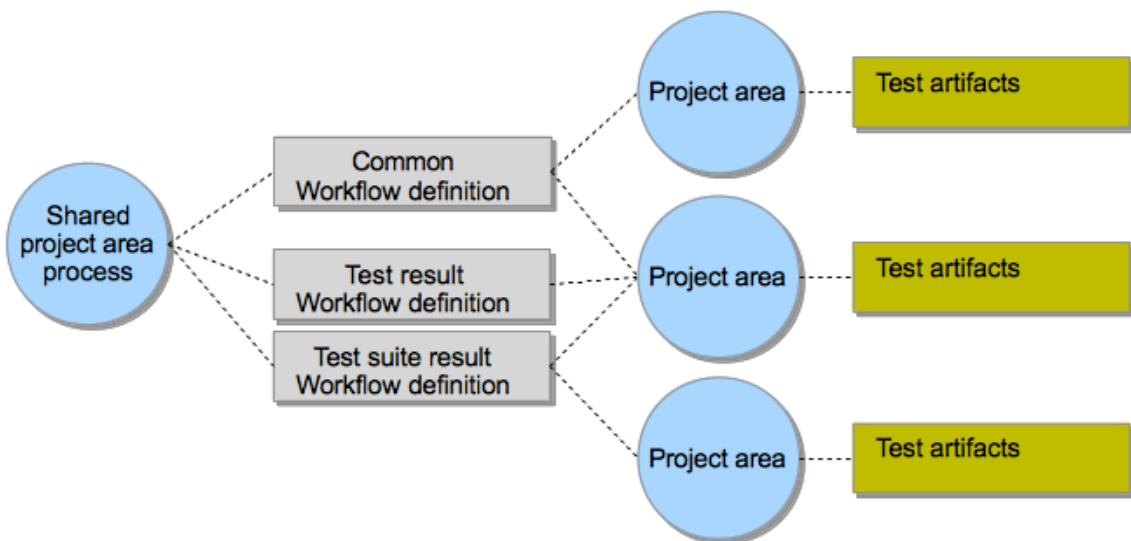 Shared
project area
process
Common
Workflow definition
Test result
Workflow definition
Test suite result
Workflow definition
Project area
Test artifacts
Project area
Test artifacts
Project area
Test artifacts